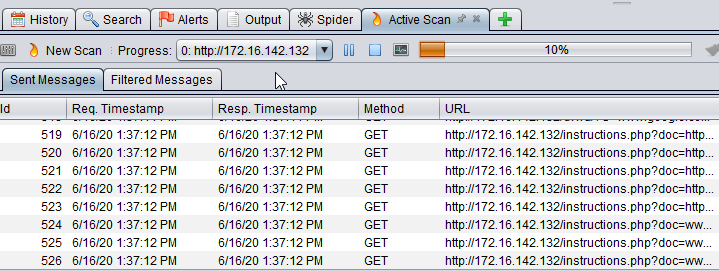 History Search Alerts Output Spider Active Scan
New Scan Progress: 0: http://172.16.142.132 10%
Sent Messages Filtered Messages
Id Req. Timestamp Resp. Timestamp Method URL
519 6/16/20 1:37:12 PM 6/16/20 1:37:12 PM GET http://172.16.142.132/instructions.php?doc=http...
520 6/16/20 1:37:12 PM 6/16/20 1:37:12 PM GET http://172.16.142.132/instructions.php?doc=http...
521 6/16/20 1:37:12 PM 6/16/20 1:37:12 PM GET http://172.16.142.132/instructions.php?doc=http...
522 6/16/20 1:37:12 PM 6/16/20 1:37:12 PM GET http://172.16.142.132/instructions.php?doc=http...
523 6/16/20 1:37:12 PM 6/16/20 1:37:12 PM GET http://172.16.142.132/instructions.php?doc=http...
524 6/16/20 1:37:12 PM 6/16/20 1:37:12 PM GET http://172.16.142.132/instructions.php?doc=ww...
525 6/16/20 1:37:12 PM 6/16/20 1:37:12 PM GET http://172.16.142.132/instructions.php?doc=ww...
526 6/16/20 1:37:12 PM 6/16/20 1:37:12 PM GET http://172.16.142.132/instructions.php?doc=ww...